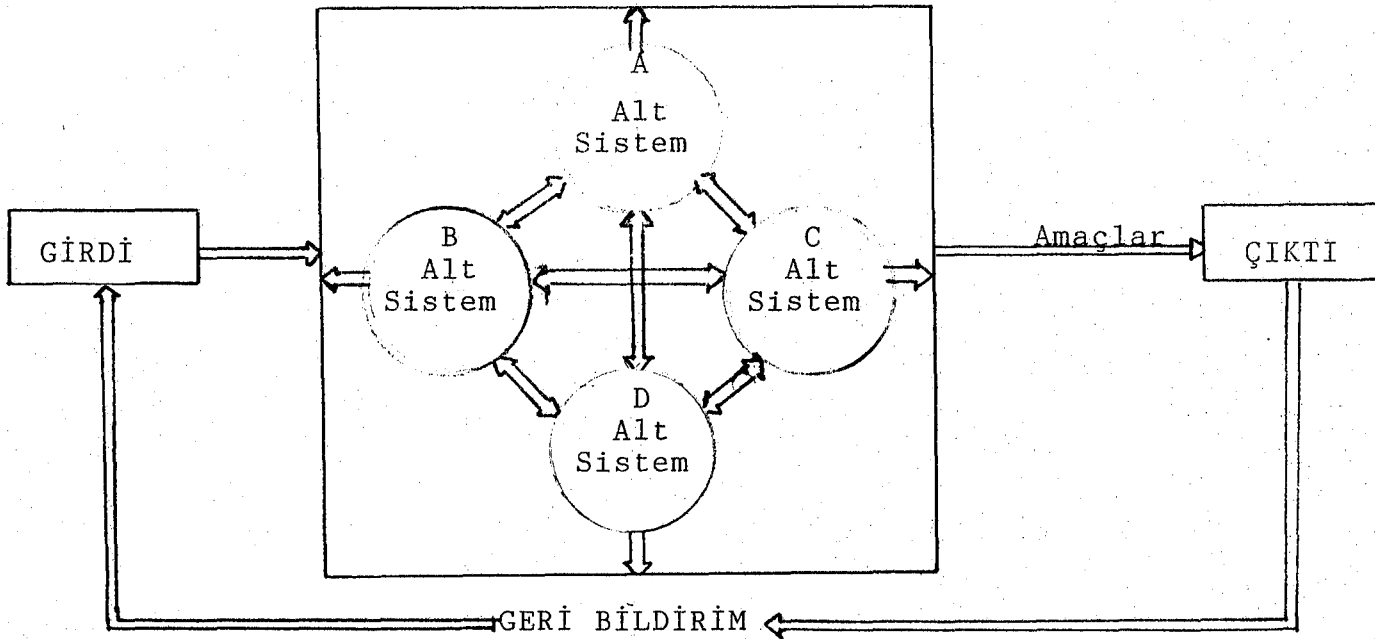 A
Alt
Sistem
GİRDİ
B
Alt
Sistem
C
Alt
Sistem
Amaçlar
ÇIKTI
D
Alt
Sistem
GERİ BİLDİRİM